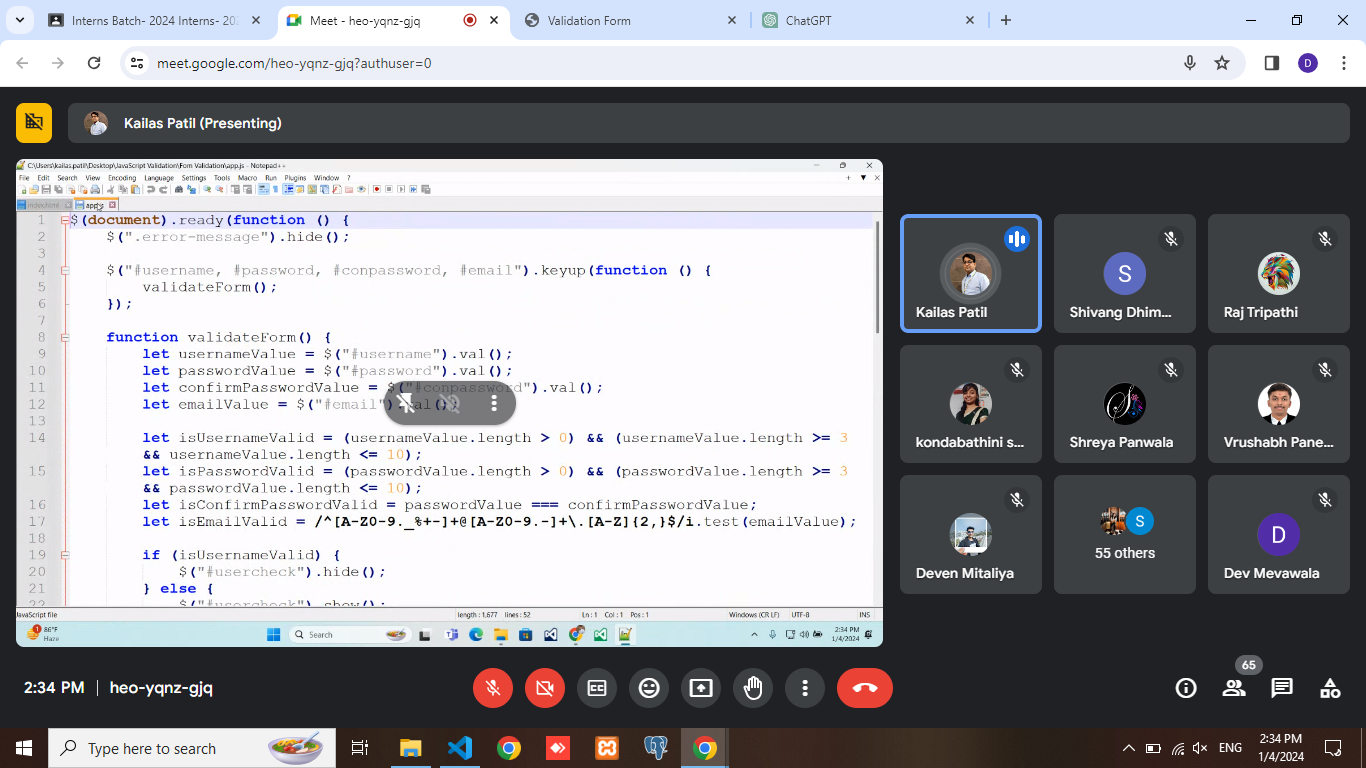 Interns Batch- 2024 Interns- 202
Meet - heo-yqnz-gjq
Validation Form
ChatGPT
meet.google.com/heo-yqnz-gjq?authuser=0
D
Kailas Patil (Presenting)
C:\Users\kailas.patil\Desktop\JavaScript Validation\Form Validation\app.js - Notepad++
File Edit Search View Encoding Language Settings Tools Macro Run Plugins Window ?
index.html app.js
1 $(document).ready(function () {
2 $(".error-message").hide();
3
4 $("#username, #password, #conpassword, #email").keyup(function () {
5 validateForm();
6 });
7
8 function validateForm() {
9 let usernameValue = $("#username").val();
10 let passwordValue = $("#password").val();
11 let confirmPasswordValue = $("#conpassword").val();
12 let emailValue = $("#email").val();
13
14 let isUsernameValid = (usernameValue.length > 0) && (usernameValue.length >= 3
&& usernameValue.length <= 10);
15 let isPasswordValid = (passwordValue.length > 0) && (passwordValue.length >= 3
&& passwordValue.length <= 10);
16 let isConfirmPasswordValid = passwordValue === confirmPasswordValue;
17 let isEmailValid = /^[A-Z0-9._%+-]+@[A-Z0-9.-]+\.[A-Z]{2,}$/i.test(emailValue);
18
19 if (isUsernameValid) {
20 $("#usercheck").hide();
21 } else {
22 $("#usercheck").show();
JavaScript file length : 1,677 lines : 52 Ln : 1 Col : 1 Pos : 1 Windows (CR LF) UTF-8 INS
1
86°F
Haze
Search
2:34 PM
1/4/2024
Kailas Patil
S
Shivang Dhim...
Raj Tripathi
kondabathini s...
Shreya Panwala
Vrushabh Pane...
Deven Mitaliya
S
55 others
D
Dev Mevawala
2:34 PM | heo-yqnz-gjq
65
Type here to search
ENG
2:34 PM
1/4/2024